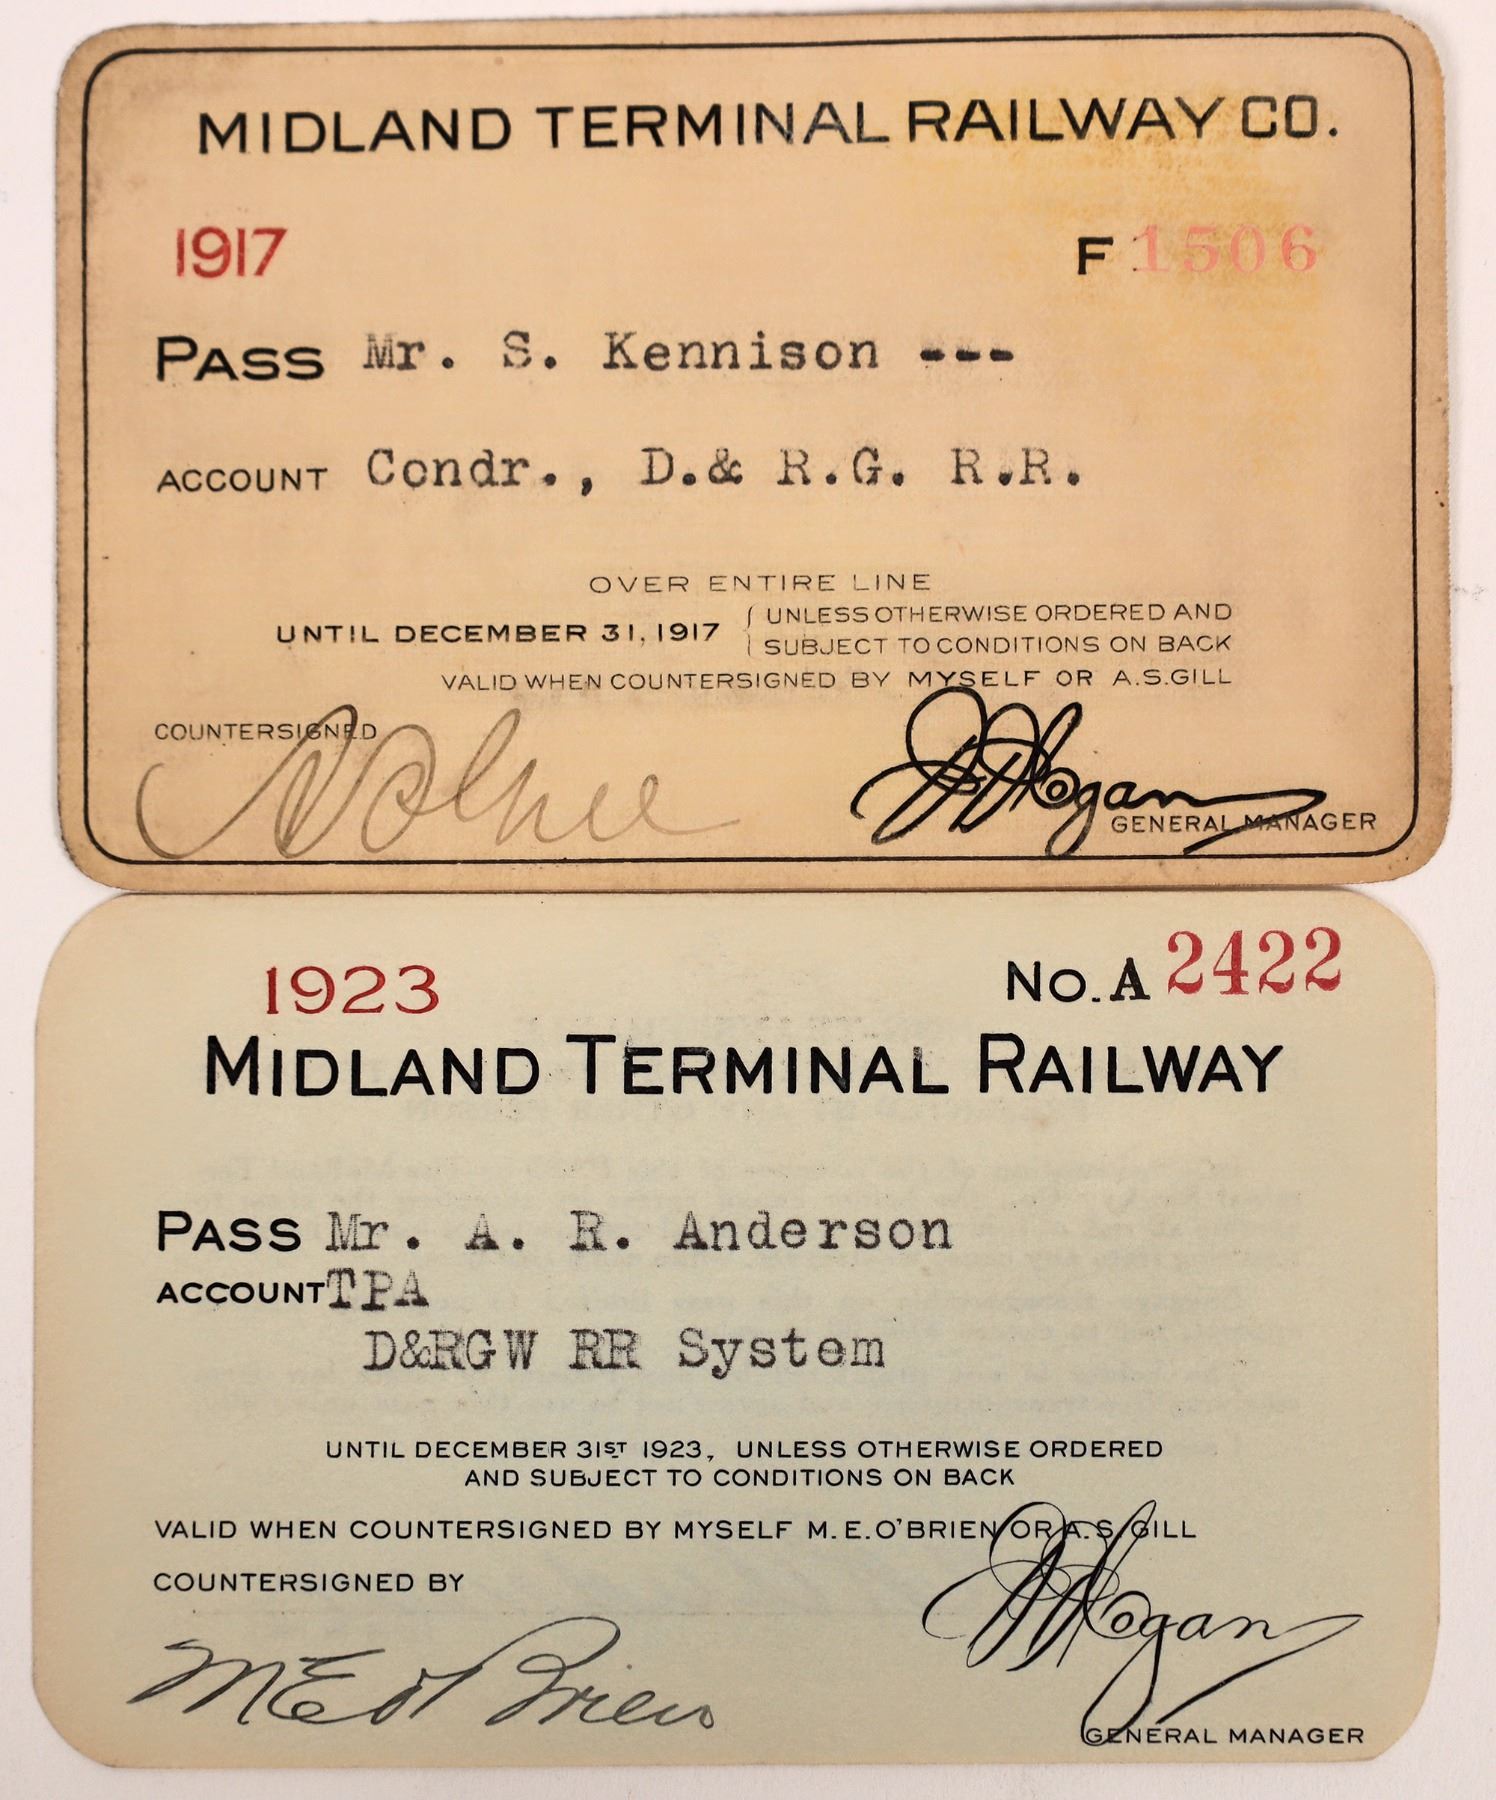 MIDLAND TERMINAL RAILWAY CO.
1917 F 1506
PASS Mr. S. Kennison ---
ACCOUNT Condr., D.& R.G. R.R.
OVER ENTIRE LINE
UNTIL DECEMBER 31, 1917 { UNLESS OTHERWISE ORDERED AND
SUBJECT TO CONDITIONS ON BACK
VALID WHEN COUNTERSIGNED BY MYSELF OR A.S.GILL
COUNTERSIGNED
GENERAL MANAGER
1923 No. A 2422
MIDLAND TERMINAL RAILWAY
PASS Mr. A. R. Anderson
ACCOUNT TPA
D&RGW RR System
UNTIL DECEMBER 31ST 1923, UNLESS OTHERWISE ORDERED
AND SUBJECT TO CONDITIONS ON BACK
VALID WHEN COUNTERSIGNED BY MYSELF M.E.O'BRIEN OR A.S.GILL
COUNTERSIGNED BY
M E O'Brien
GENERAL MANAGER